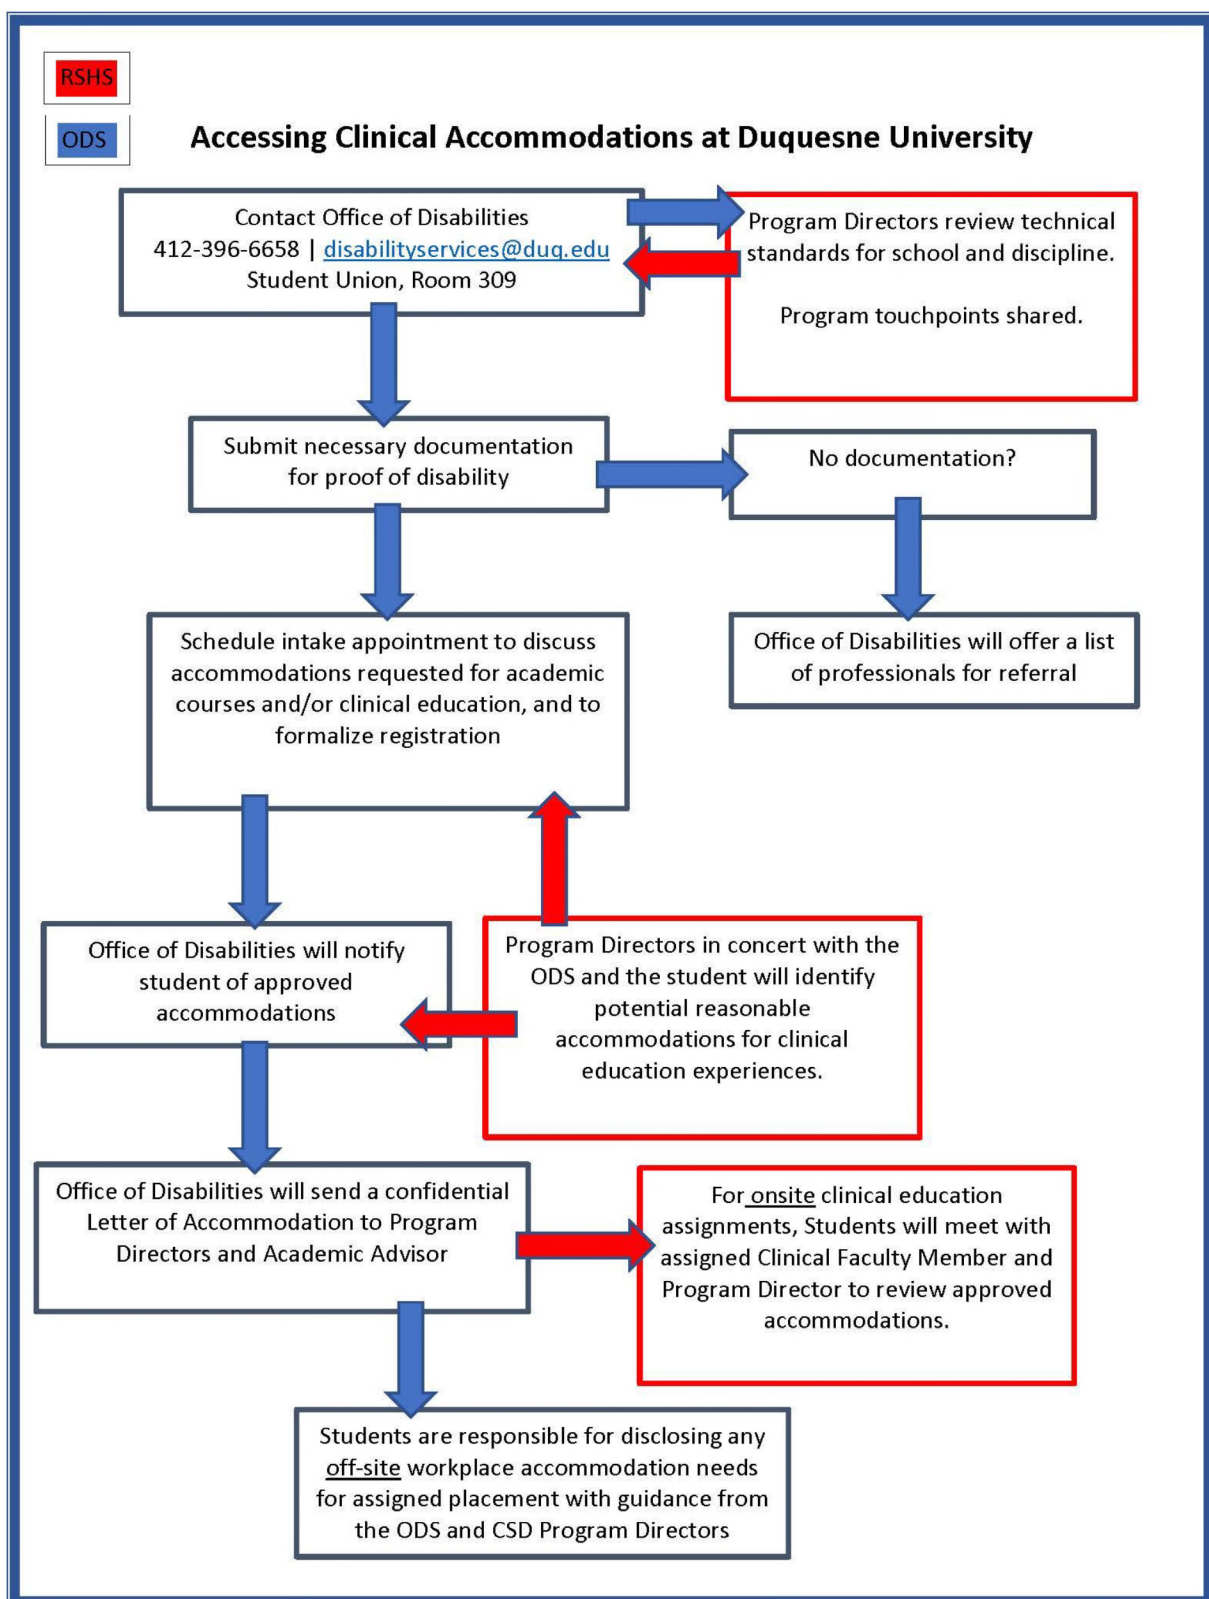 RSHS
ODS
Accessing Clinical Accommodations at Duquesne University
Contact Office of Disabilities
412-396-6658 | disabilityservices@duq.edu
Student Union, Room 309
Program Directors review technical
standards for school and discipline.
Program touchpoints shared.
Submit necessary documentation
for proof of disability
No documentation?
Schedule intake appointment to discuss
accommodations requested for academic
courses and/or clinical education, and to
formalize registration
Office of Disabilities will offer a list
of professionals for referral
Office of Disabilities will notify
student of approved
accommodations
Program Directors in concert with the
ODS and the student will identify
potential reasonable
accommodations for clinical
education experiences.
Office of Disabilities will send a confidential
Letter of Accommodation to Program
Directors and Academic Advisor
For onsite clinical education
assignments, Students will meet with
assigned Clinical Faculty Member and
Program Director to review approved
accommodations.
Students are responsible for disclosing any
off-site workplace accommodation needs
for assigned placement with guidance from
the ODS and CSD Program Directors